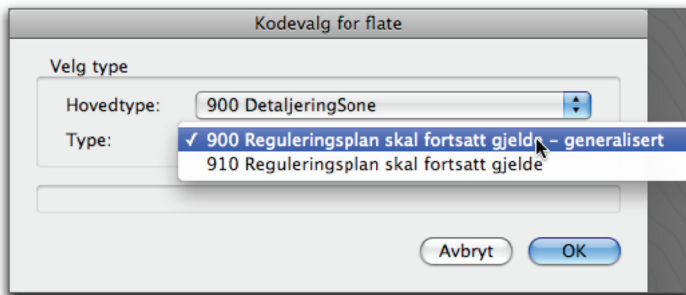 Kodevalg for flate
Velg type
Hovedtype: 900 DetaljeringSone
Type: ✓ 900 Reguleringsplan skal fortsatt gjelde – generalisert
910 Reguleringsplan skal fortsatt gjelde
Avbryt OK